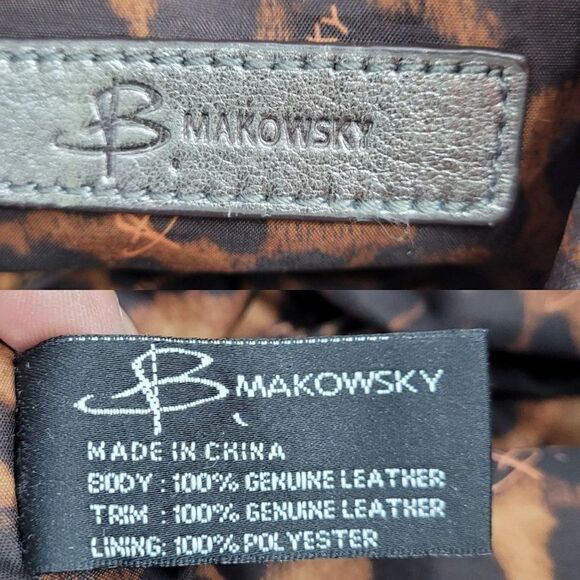 B. MAKOWSKY
B. MAKOWSKY
MADE IN CHINA
BODY : 100% GENUINE LEATHER
TRIM : 100% GENUINE LEATHER
LINING: 100% POLYESTER